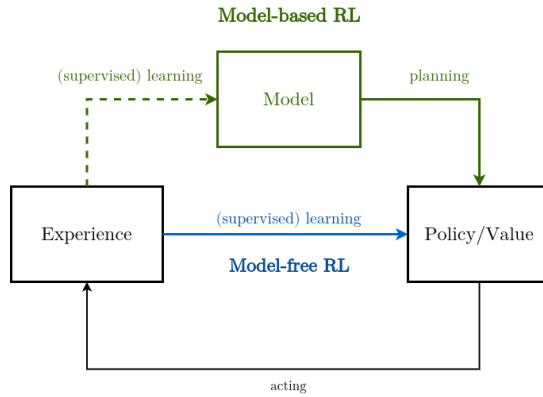 Model-based RL
(supervised) learning
planning
Model
(supervised) learning
Experience
Policy/Value
Model-free RL
acting